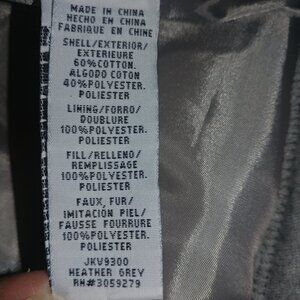 MADE IN CHINA
HECHO EN CHINA
FABRIQUE EN CHINE
SHELL/EXTERIOR/
EXTERIEURE
60%COTTON.
ALGODO COTON
40%POLYESTER.
POLIESTER
LINING/FORRO/
DOUBLURE
100%POLYESTER.
POLIESTER
FILL/RELLENO/
REMPLISSAGE
100%POLYESTER.
POLIESTER
FAUX, FUR/
IMITACIÓN PIEL/
FAUSSE FOURRURE
100%POLYESTER.
POLIESTER
JKV9300
HEATHER GREY
RN#3059279